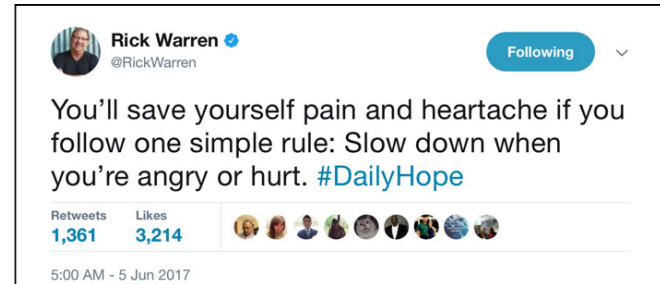 Rick Warren
@RickWarren
Following
You’ll save yourself pain and heartache if you
follow one simple rule: Slow down when
you’re angry or hurt. #DailyHope
Retweets Likes
1,361 3,214
5:00 AM - 5 Jun 2017